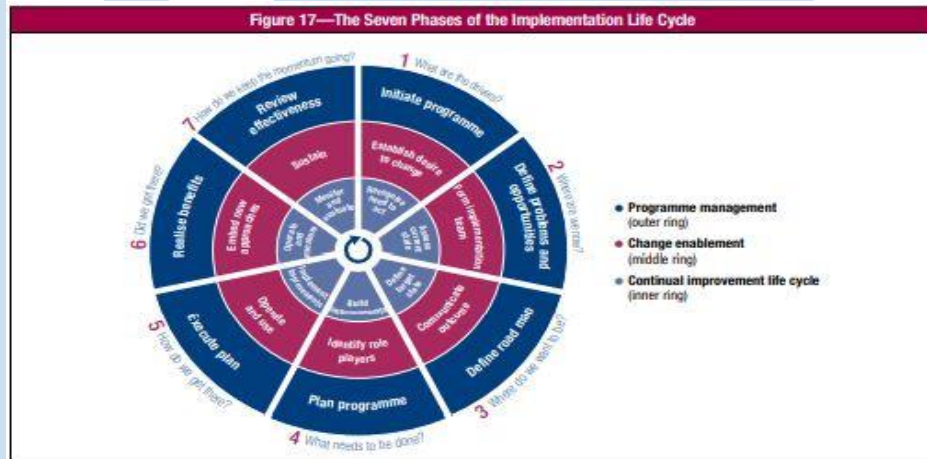 Figure 17—The Seven Phases of the Implementation Life Cycle
1 What are the drivers?
Initiate programme
Establish desire
to change
Recognise
need to
act
2 Where are we now?
Define problems and
opportunities
Form implementation
team
Assess
current
state
3 Where do we want to be?
Define road map
Communicate
outcome
Define
target
state
4 What needs to be done?
Plan programme
Identify role
players
Build
improvements
5 How do we get there?
Execute plan
Operate
and use
Implement
improvements
6 Did we get there?
Realise benefits
Embed new
approaches
Operate
and
7 How do we keep the momentum going?
Review
effectiveness
Sustain
Monitor
and
evaluate
Programme management
(outer ring)
Change enablement
(middle ring)
Continual improvement life cycle
(inner ring)